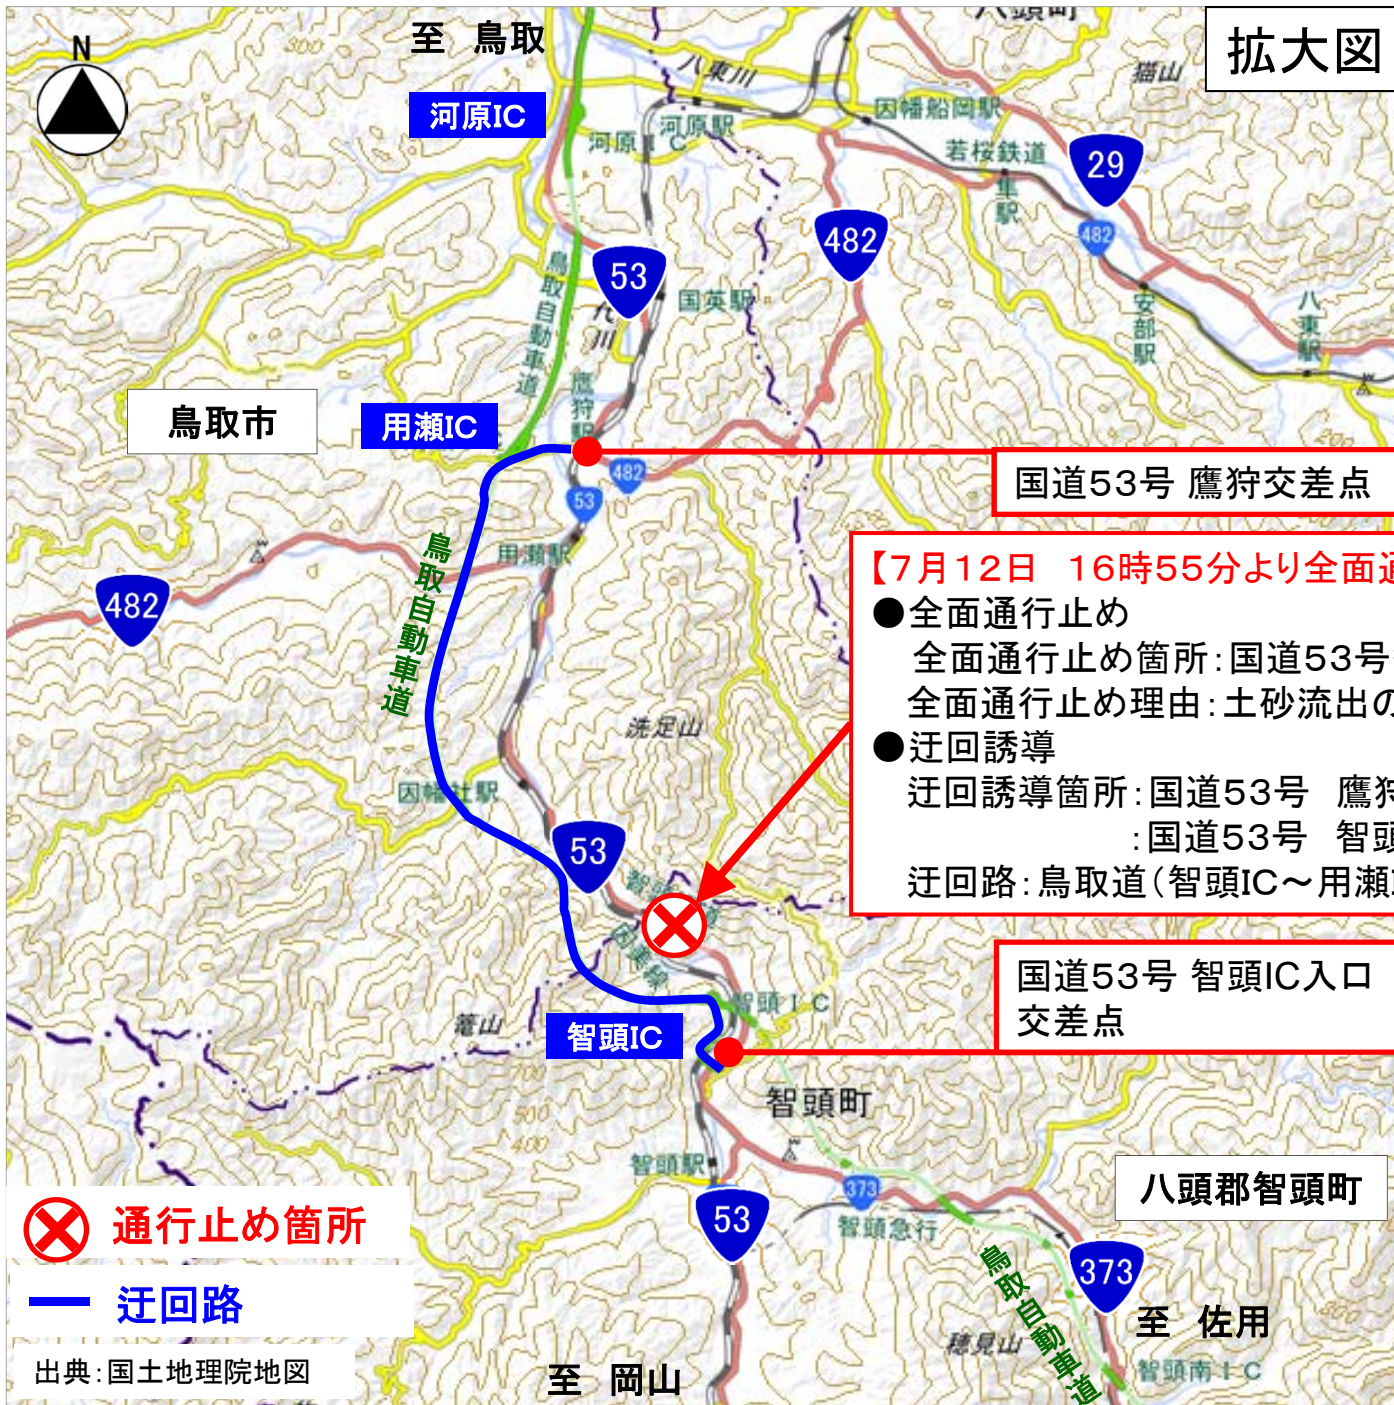 至 鳥取
拡大図
N
八東川
猫山
河原IC
河原駅
因幡船岡駅
河原IC
若桜鉄道
29
隼駅
482
482
53
鳥取自動車道
国英駅
安部駅
八東駅
鷹狩駅
鳥取市
用瀬IC
482
国道53号 鷹狩交差点
53
用瀬駅
鳥取自動車道
482
【7月12日 16時55分より全面通
●全面通行止め
全面通行止め箇所：国道53号
全面通行止め理由：土砂流出の
●迂回誘導
迂回誘導箇所：国道53号 鷹狩
：国道53号 智頭
迂回路：鳥取道（智頭IC～用瀬I
洗足山
因幡社駅
53
因美線
国道53号 智頭IC入口
交差点
智頭IC
篭山
智頭IC
智頭町
500
400
智頭駅
373
八頭郡智頭町
53
智頭急行
通行止め箇所
鳥取自動車道
373
迂回路
至 佐用
穂見山
出典：国土地理院地図
至 岡山
智頭南IC